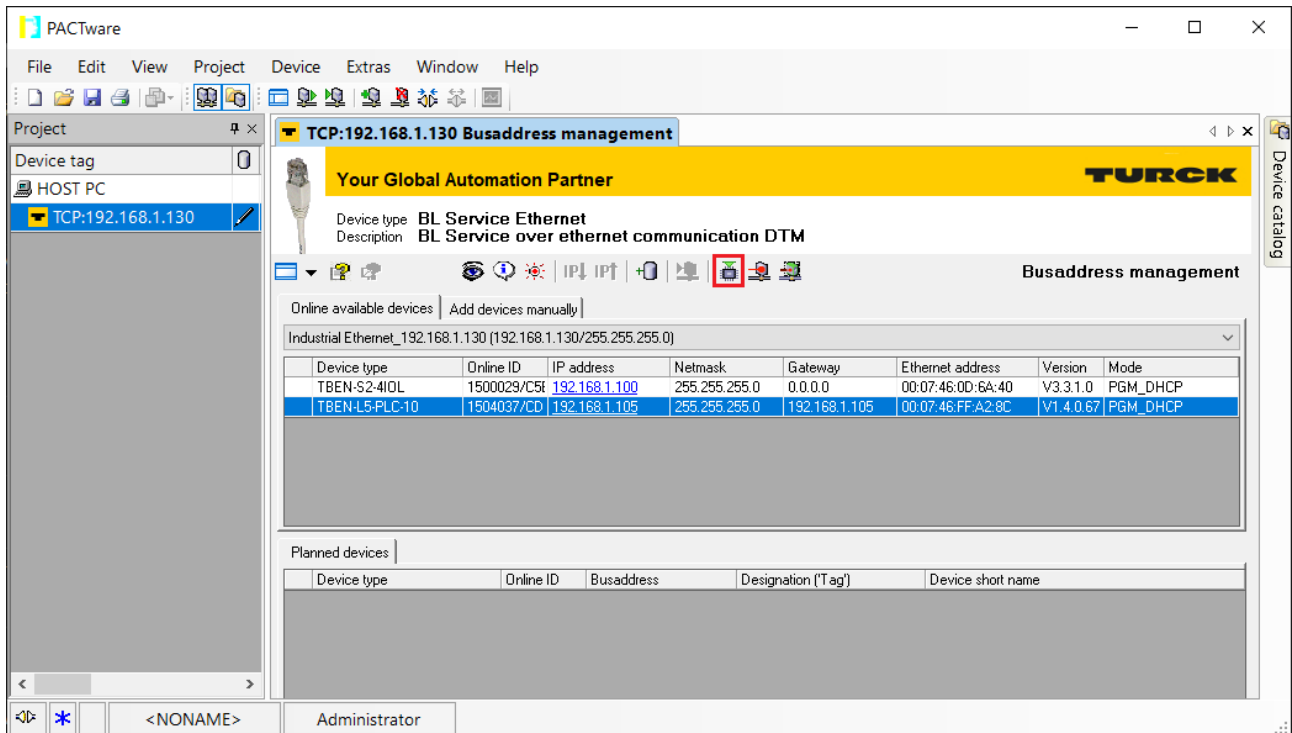 PACTware
File Edit View Project Device Extras Window Help
Project
TCP:192.168.1.130 Busaddress management
Device tag
HOST PC
TCP:192.168.1.130
Your Global Automation Partner
TURCK
Device type BL Service Ethernet
Description BL Service over ethernet communication DTM
Device catalog
IP IP
Busaddress management
Online available devices Add devices manually
Industrial Ethernet_192.168.1.130 (192.168.1.130/255.255.255.0)
Device type Online ID IP address Netmask Gateway Ethernet address Version Mode
TBEN-S2-4IOL 1500029/C5 192.168.1.100 255.255.255.0 0.0.0.0 00:07:46:0D:6A:40 V3.3.1.0 PGM_DHCP
TBEN-L5-PLC-10 1504037/CD 192.168.1.105 255.255.255.0 192.168.1.105 00:07:46:FF:A2:8C V1.4.0.67 PGM_DHCP
Planned devices
Device type Online ID Busaddress Designation ('Tag') Device short name
<NONAME> Administrator